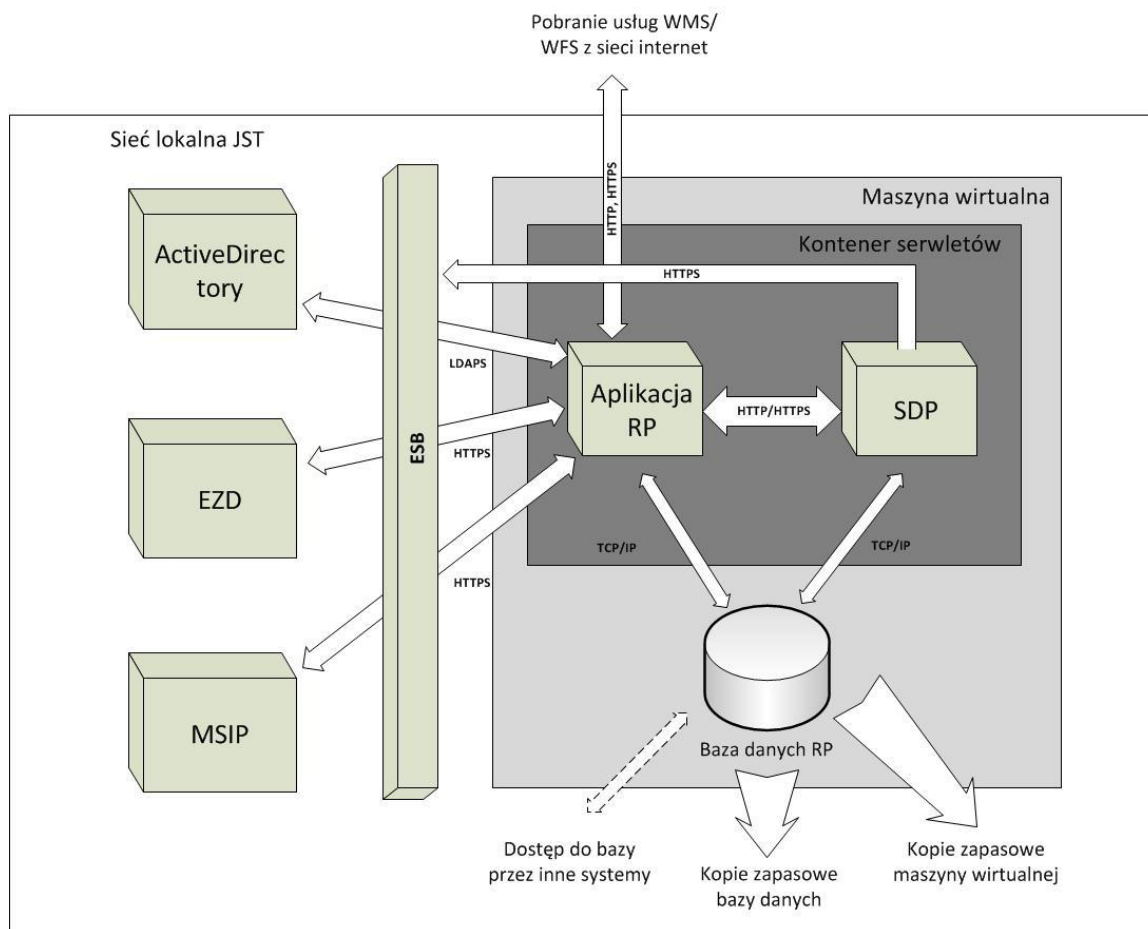 Pobranie usług WMS/
WFS z sieci internet
Sieć lokalna JST
HTTP, HTTPS
Maszyna wirtualna
Kontener serwletów
ActiveDirec
tory
HTTPS
LDAPS
Aplikacja
RP
HTTP/HTTPS
SDP
ESB
HTTPS
EZD
TCP/IP
TCP/IP
HTTPS
MSIP
Baza danych RP
Dostęp do bazy
przez inne systemy
Kopie zapasowe
bazy danych
Kopie zapasowe
maszyny wirtualnej